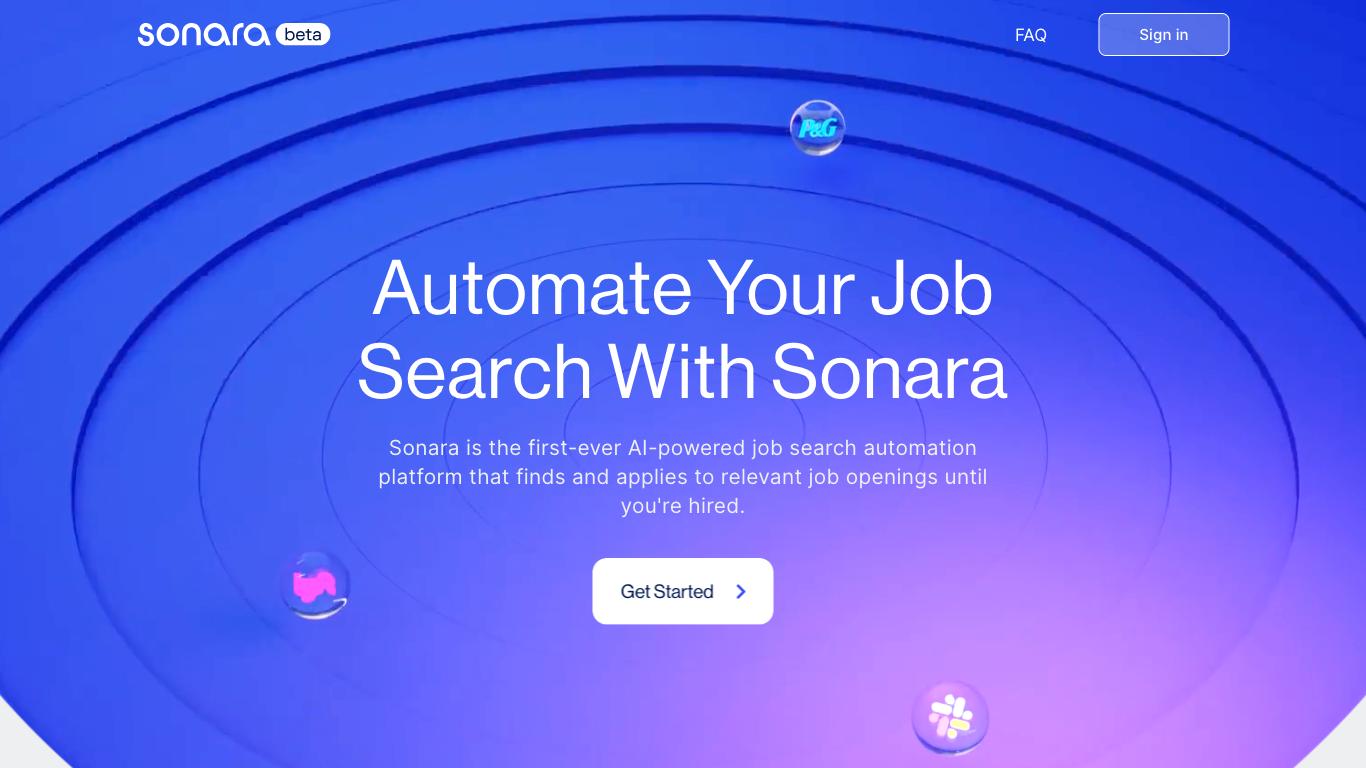 sonara beta
FAQ
Sign in
P&G
Automate Your Job
Search With Sonara
Sonara is the first-ever AI-powered job search automation
platform that finds and applies to relevant job openings until
you're hired.
Get Started